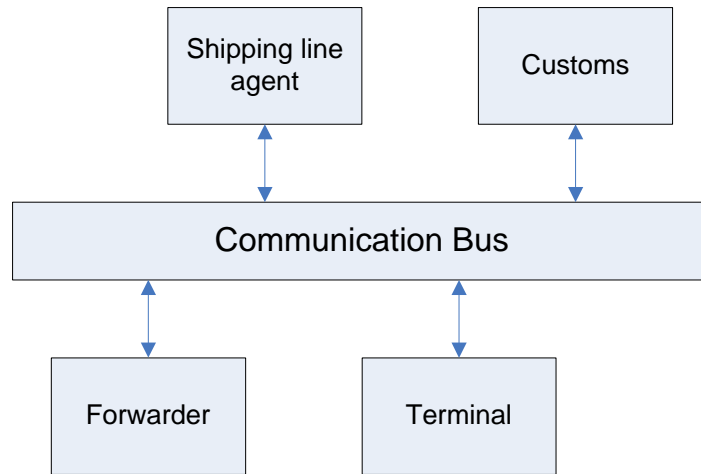 Shipping line
agent
Customs
Communication Bus
Forwarder
Terminal